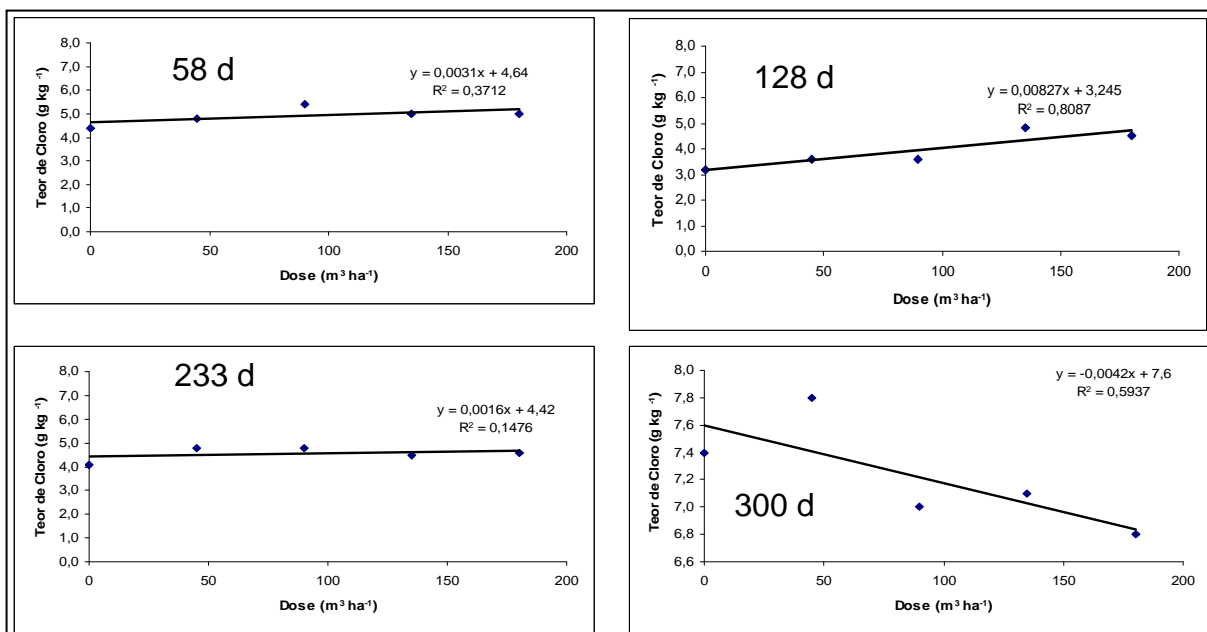 58 d
y = 0,0031x + 4,64
R² = 0,3712
8,0
7,0
6,0
5,0
4,0
3,0
2,0
1,0
0,0
0 50 100 150 200
Teor de Cloro (g kg⁻¹)
Dose (m³ ha⁻¹)
128 d
y = 0,00827x + 3,245
R² = 0,8087
8,0
7,0
6,0
5,0
4,0
3,0
2,0
1,0
0,0
0 50 100 150 200
Teor de Cloro (g kg⁻¹)
Dose (m³ ha⁻¹)
233 d
y = 0,0016x + 4,42
R² = 0,1476
8,0
7,0
6,0
5,0
4,0
3,0
2,0
1,0
0,0
0 50 100 150 200
Teor de Cloro (g kg⁻¹)
Dose (m³ ha⁻¹)
y = -0,0042x + 7,6
R² = 0,5937
300 d
8,0
7,8
7,6
7,4
7,2
7,0
6,8
6,6
0 50 100 150 200
Teor de Cloro (g kg⁻¹)
Dose (m³ ha⁻¹)